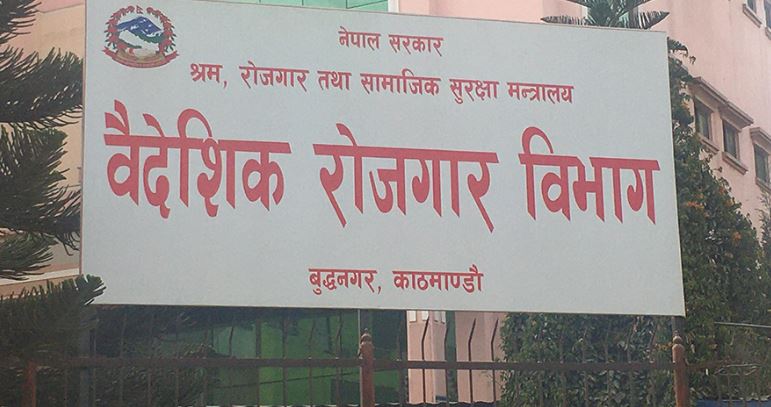 नेपाल सरकार
श्रम, रोजगार तथा सामाजिक सुरक्षा मन्त्रालय
वैदेशिक रोजगार विभाग
बुद्धनगर, काठमाण्डौ